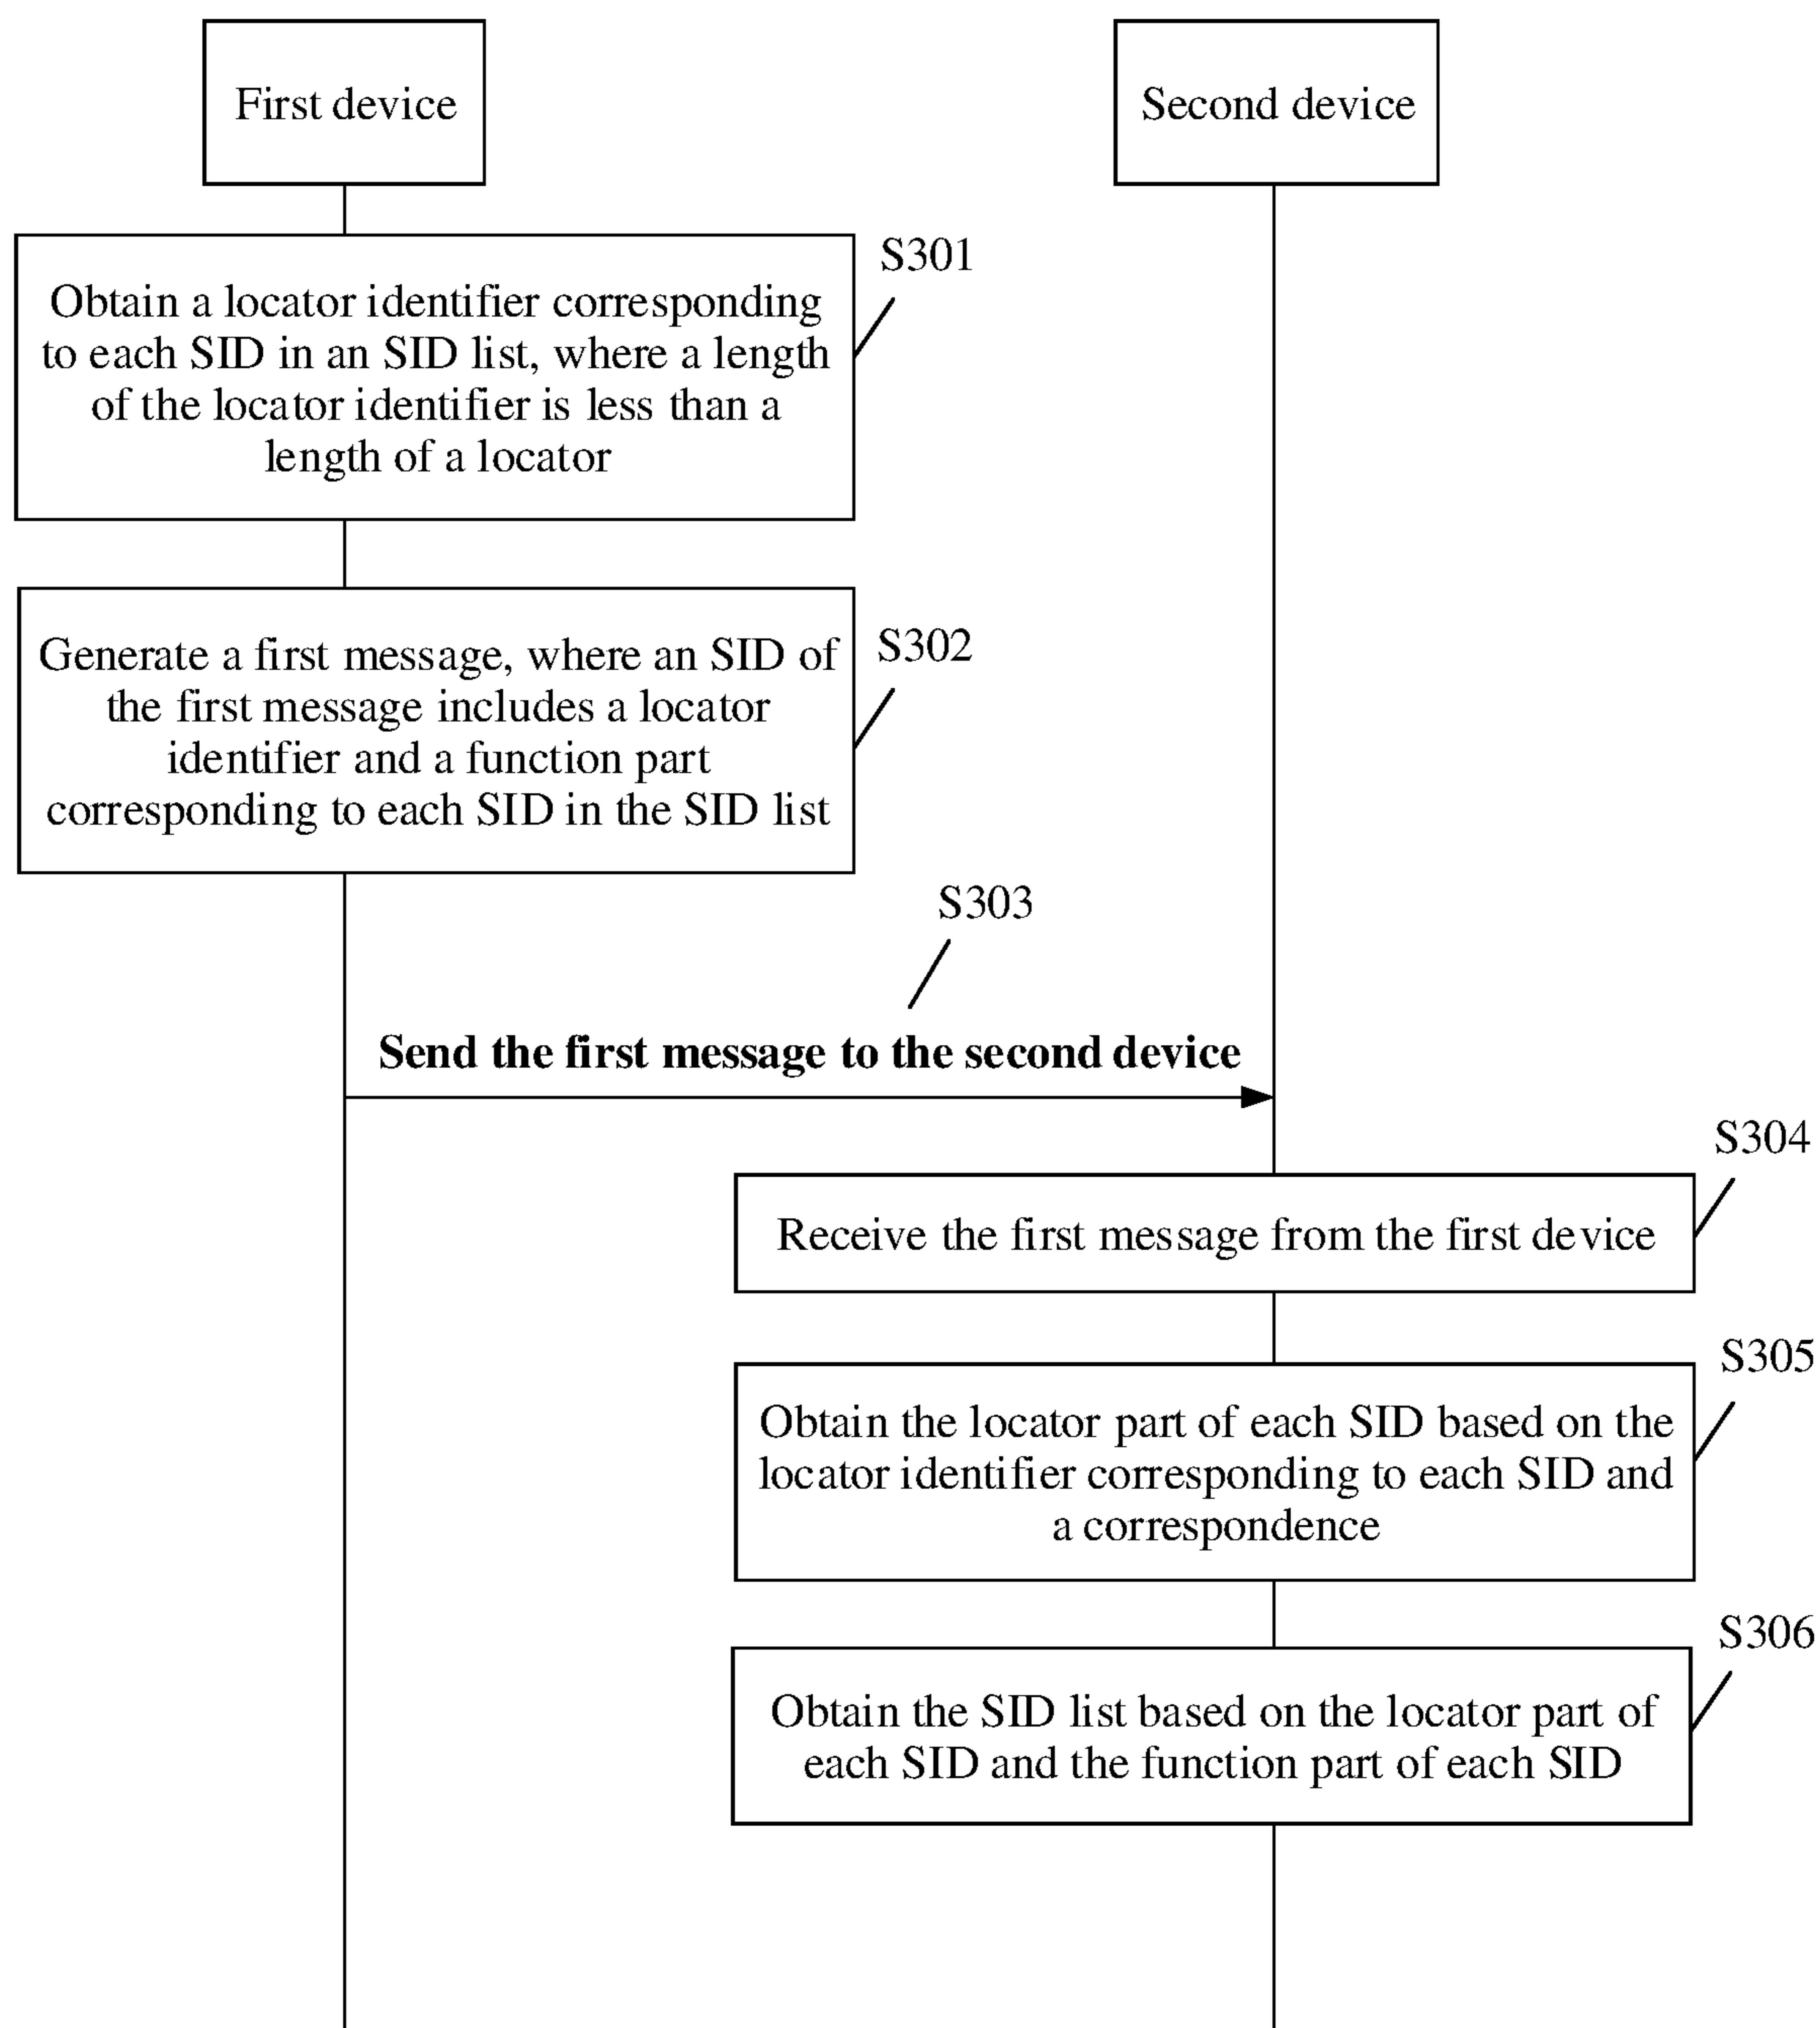 First device
Second device
S301
Obtain a locator identifier corresponding
to each SID in an SID list, where a length
of the locator identifier is less than a
length of a locator
S302
Generate a first message, where an SID of
the first message includes a locator
identifier and a function part
corresponding to each SID in the SID list
S303
Send the first message to the second device
S304
Receive the first message from the first device
S305
Obtain the locator part of each SID based on the
locator identifier corresponding to each SID and
a correspondence
S306
Obtain the SID list based on the locator part of
each SID and the function part of each SID